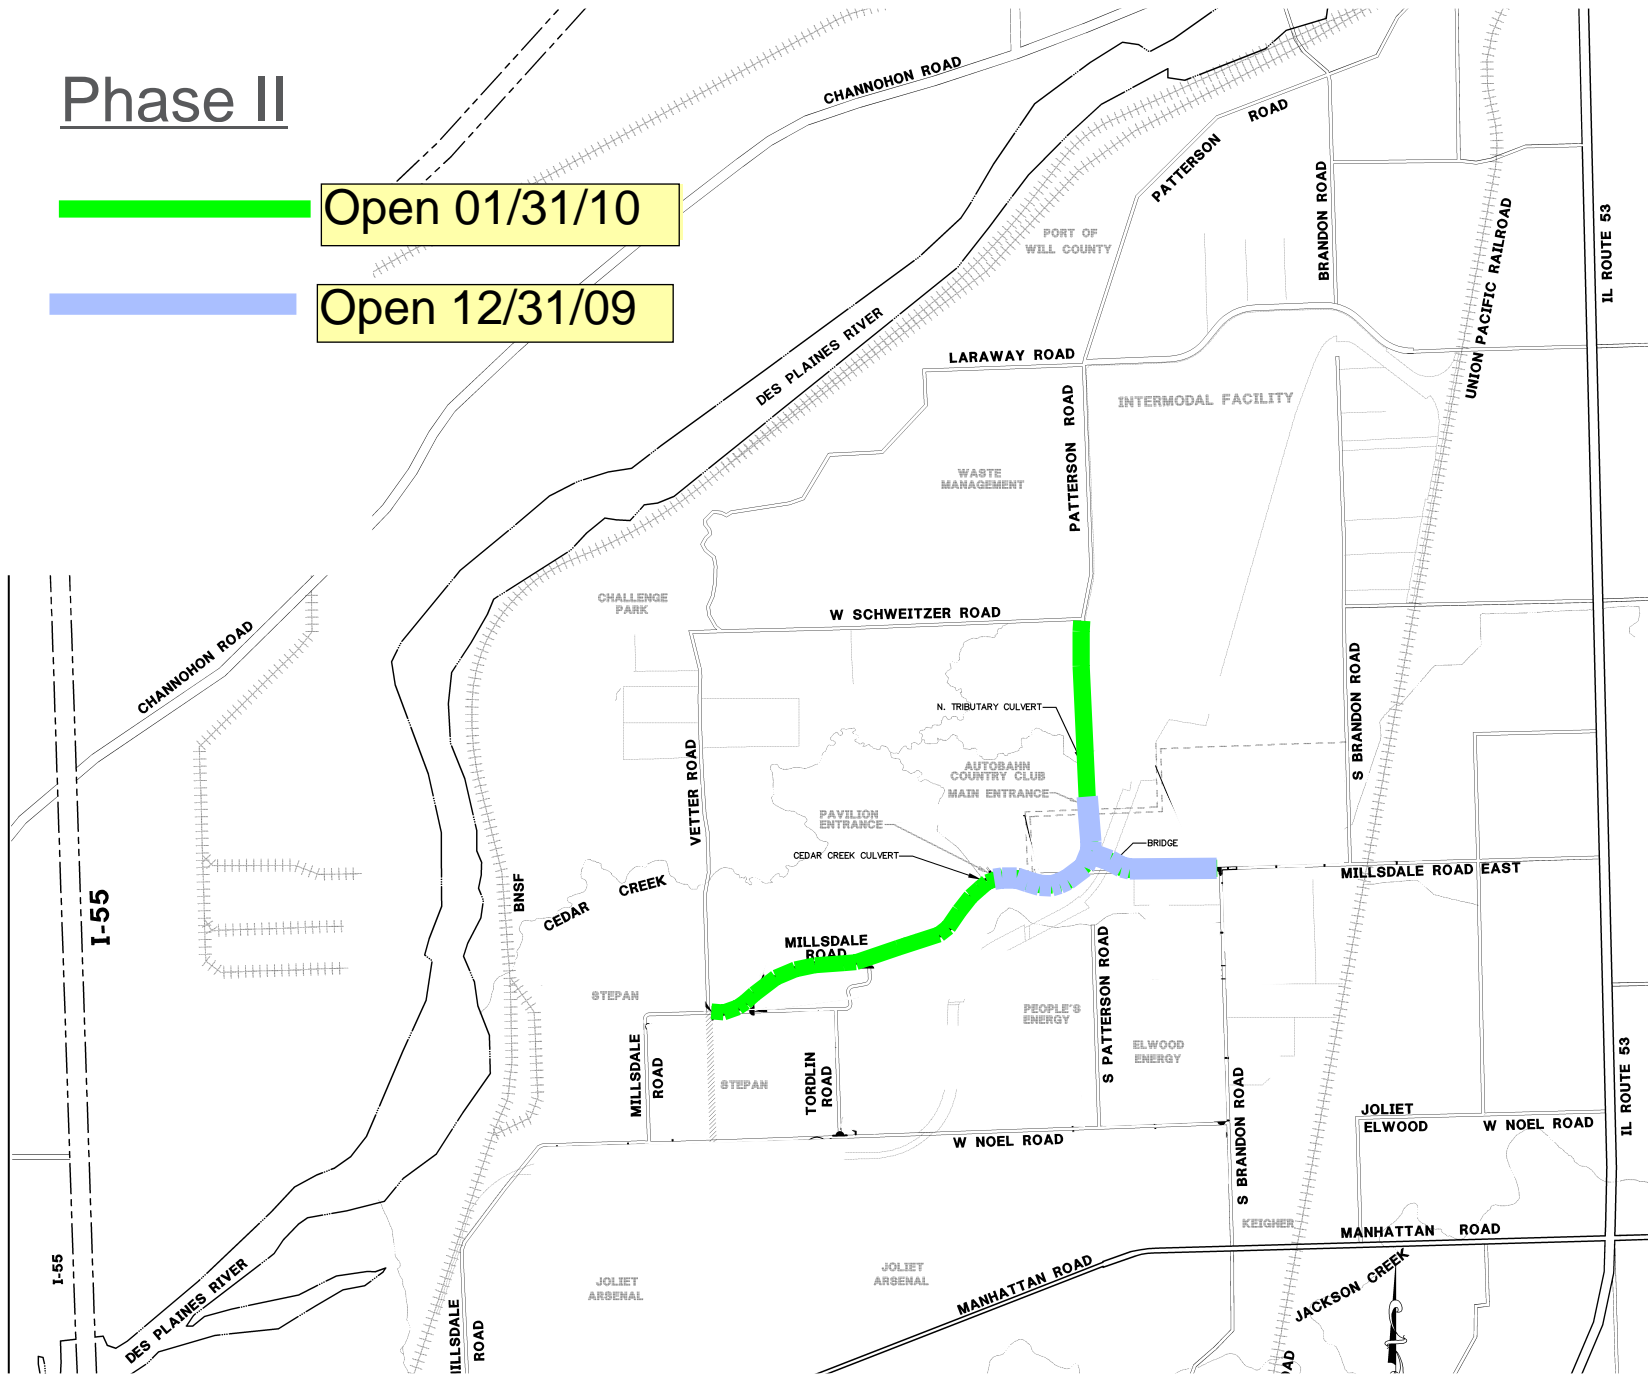 Phase II
Open 01/31/10
Open 12/31/09
CHANNOHON ROAD
PATTERSON ROAD
BRANDON ROAD
UNION PACIFIC RAILROAD
IL ROUTE 53
PORT OF
WILL COUNTY
DES PLAINES RIVER
LARAWAY ROAD
PATTERSON ROAD
INTERMODAL FACILITY
WASTE
MANAGEMENT
CHALLENGE
PARK
W SCHWEITZER ROAD
CHANNOHON ROAD
S BRANDON ROAD
N. TRIBUTARY CULVERT
VETTER ROAD
AUTOBAHN
COUNTRY CLUB
MAIN ENTRANCE
PAVILION
ENTRANCE
CEDAR CREEK CULVERT
BRIDGE
MILLSDALE ROAD EAST
I-55
BNSF
CEDAR CREEK
MILLSDALE
ROAD
STEPAN
PEOPLE'S
ENERGY
S PATTERSON ROAD
ELWOOD
ENERGY
MILLSDALE
ROAD
STEPAN
TORDLIN
ROAD
S BRANDON ROAD
IL ROUTE 53
JOLIET
ELWOOD
W NOEL ROAD
W NOEL ROAD
KEIGHER
MANHATTAN ROAD
I-55
DES PLAINES RIVER
JOLIET
ARSENAL
JOLIET
ARSENAL
MANHATTAN ROAD
JACKSON CREEK
ILLSDALE
ROAD
OAD